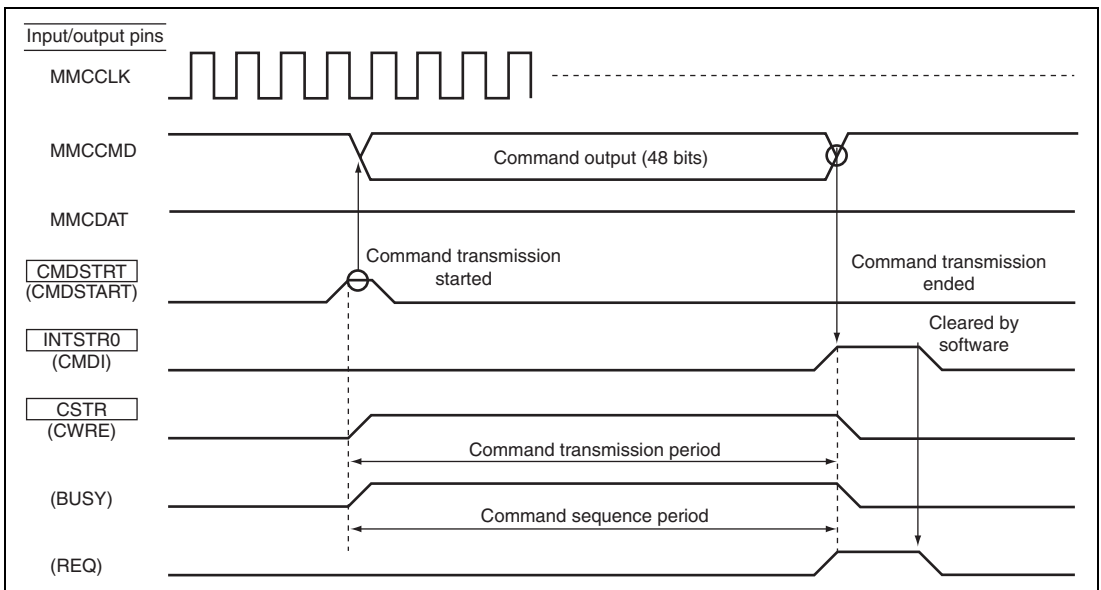 Input/output pins
MMCCLK
MMCCMD
Command output (48 bits)
MMCDAT
CMDSTRT
(CMDSTART)
Command transmission
started
Command transmission
ended
INTSTR0
(CMDI)
Cleared by
software
CSTR
(CWRE)
Command transmission period
(BUSY)
Command sequence period
(REQ)